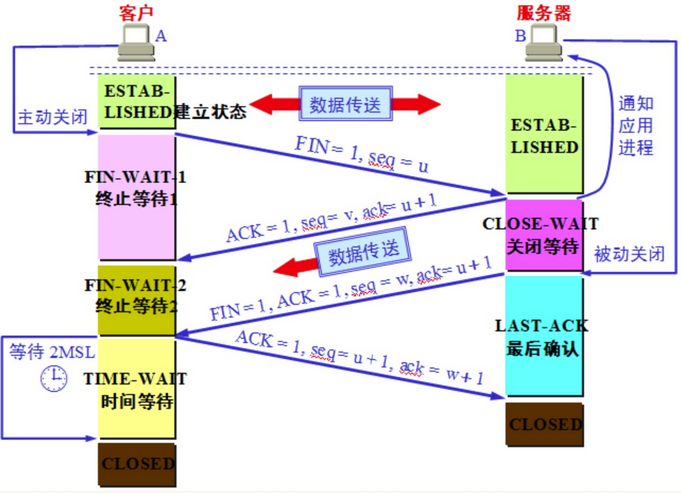 客户
服务器
A
B
ESTAB-
LISHED建立状态
数据传送
主动关闭
通知
应用
进程
ESTAB-
LISHED
FIN = 1, seq = u
FIN-WAIT-1
终止等待1
ACK = 1, seq= v, ack= u + 1
CLOSE-WAIT
关闭等待
数据传送
被动关闭
FIN-WAIT-2
终止等待2
FIN = 1, ACK = 1, seq = w, ack= u + 1
LAST-ACK
最后确认
等待 2MSL
ACK = 1, seq= u + 1, ack = w + 1
TIME-WAIT
时间等待
CLOSED
CLOSED